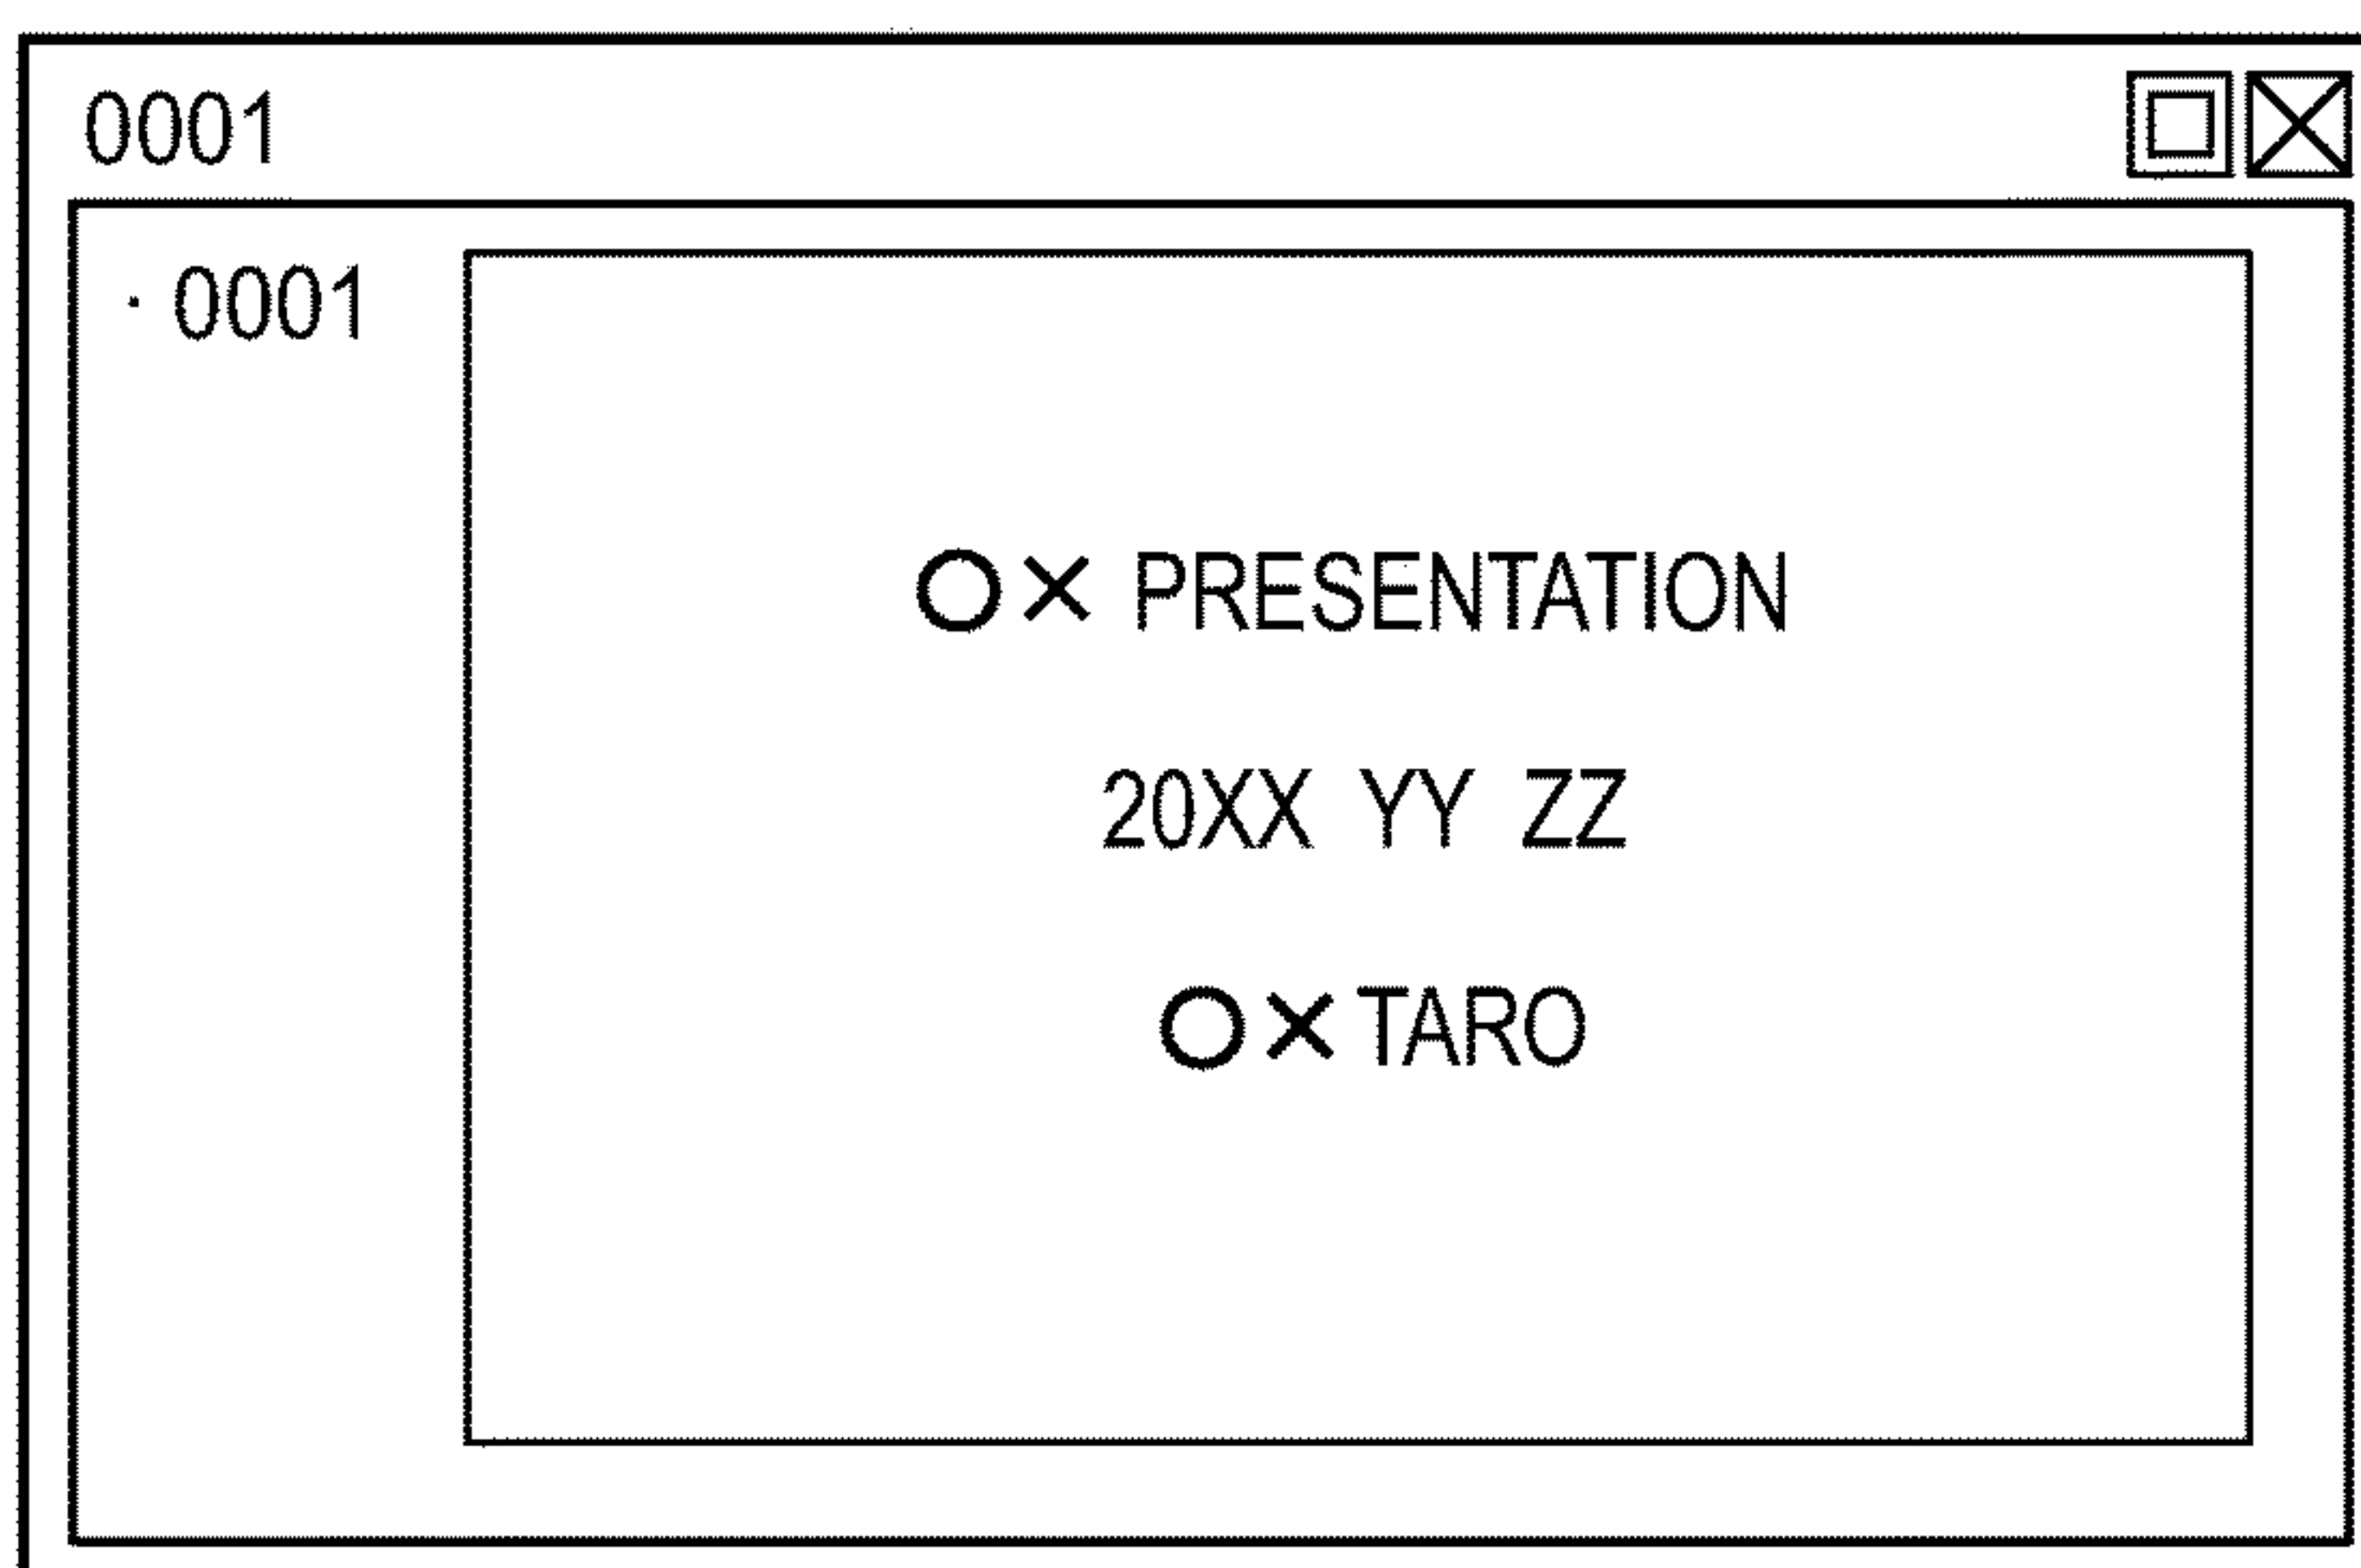 0001
· 0001
○× PRESENTATION
20XX YY ZZ
○×TARO